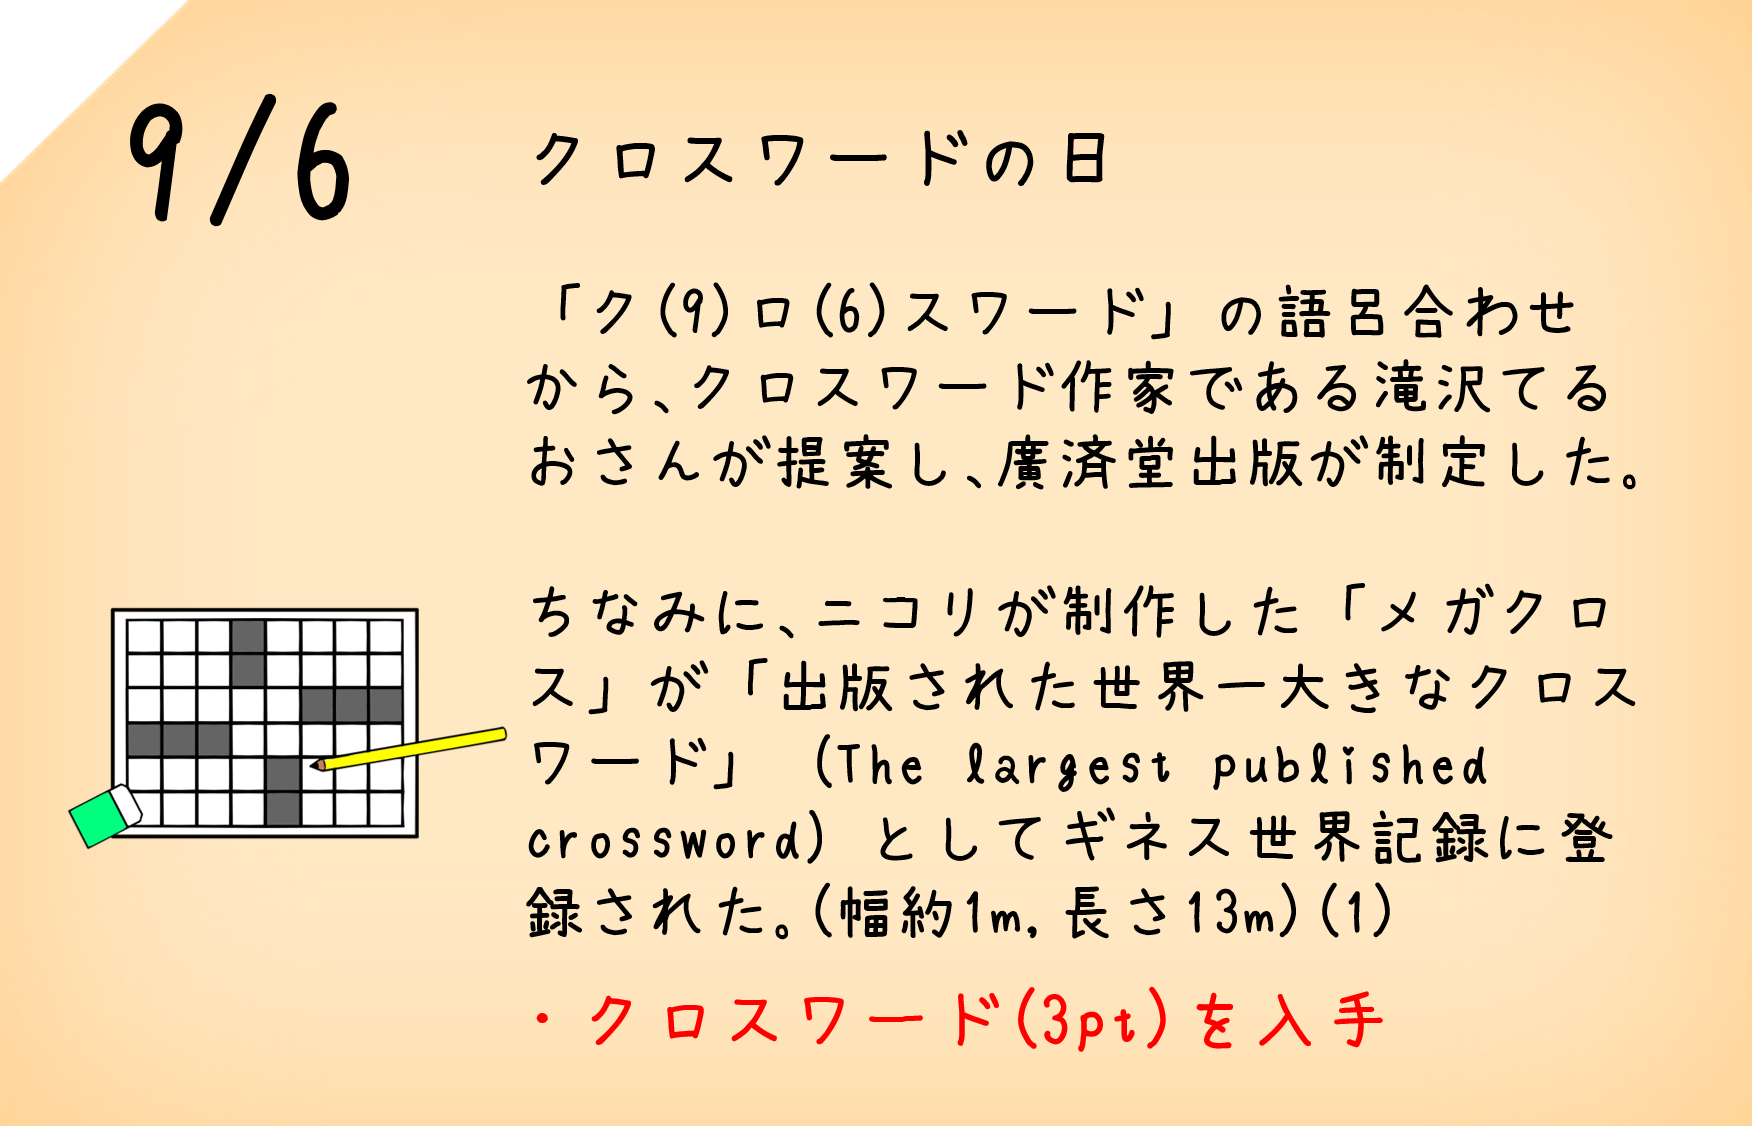 9/6
クロスワードの日
「ク(9)ロ(6)スワード」の語呂合わせ
から、クロスワード作家である滝沢てる
おさんが提案し、廣済堂出版が制定した。
ちなみに、ニコリが制作した「メガクロ
ス」が「出版された世界一大きなクロス
ワード」(The largest published
crossword)としてギネス世界記録に登
録された。(幅約1m,長さ13m)(1)
・クロスワード(3pt)を入手